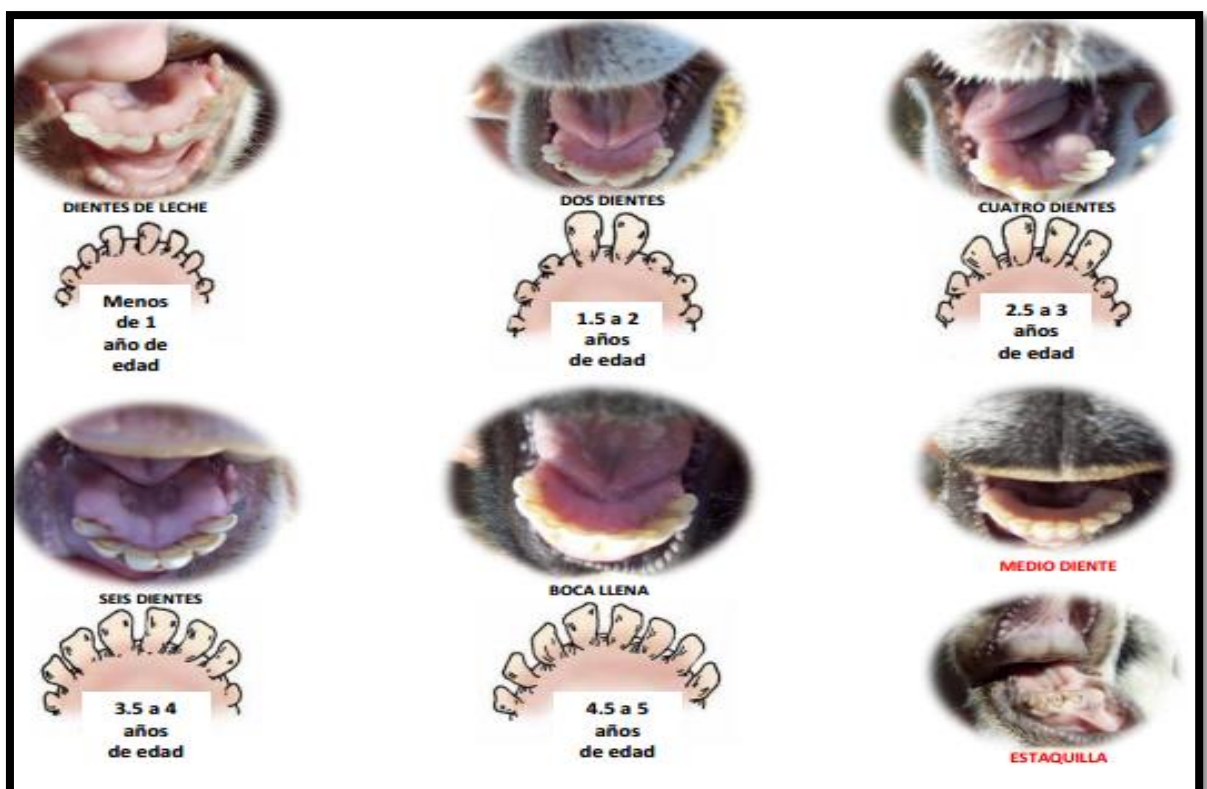 DIENTES DE LECHE
Menos
de 1
año de
edad
DOS DIENTES
1.5 a 2
años
de edad
CUATRO DIENTES
2.5 a 3
años
de edad
SEIS DIENTES
3.5 a 4
años
de edad
BOCA LLENA
4.5 a 5
años
de edad
MEDIO DIENTE
ESTAQUILLA